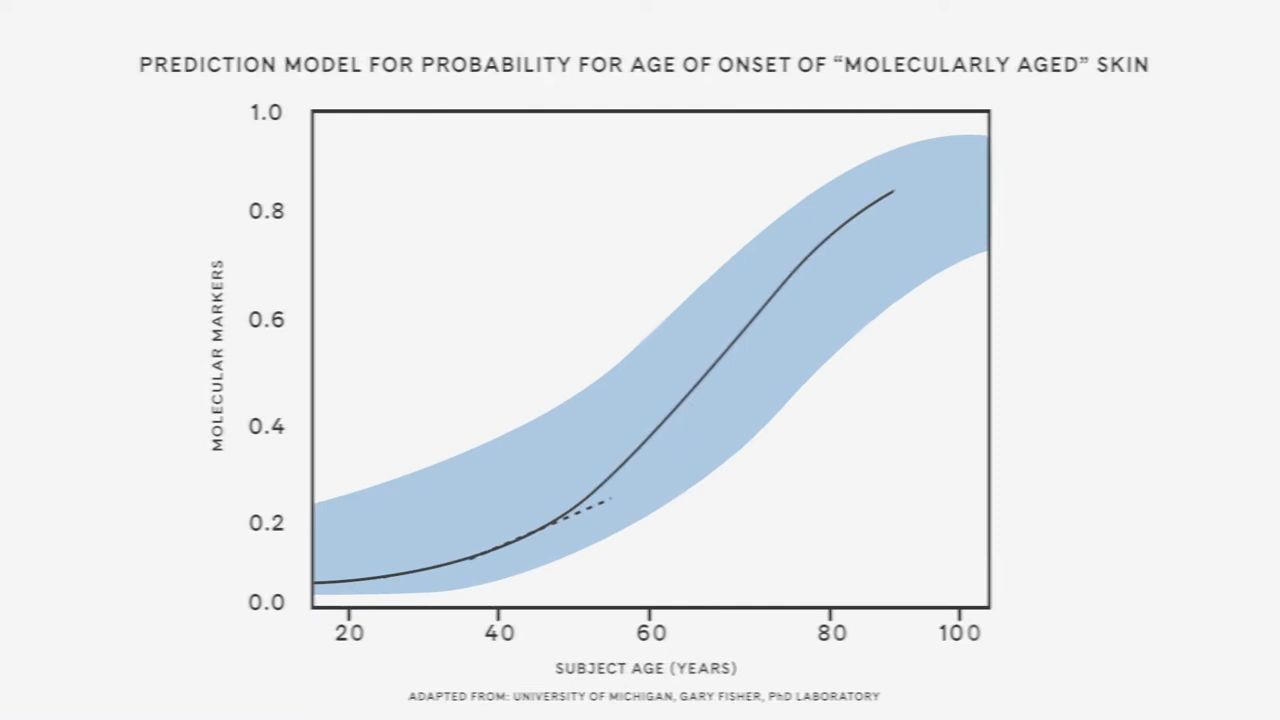 PREDICTION MODEL FOR PROBABILITY FOR AGE OF ONSET OF “MOLECULARLY AGED” SKIN
1.0
0.8
0.6
0.4
0.2
0.0
MOLECULAR MARKERS
20 40 60 80 100
SUBJECT AGE (YEARS)
ADAPTED FROM: UNIVERSITY OF MICHIGAN, GARY FISHER, PhD LABORATORY